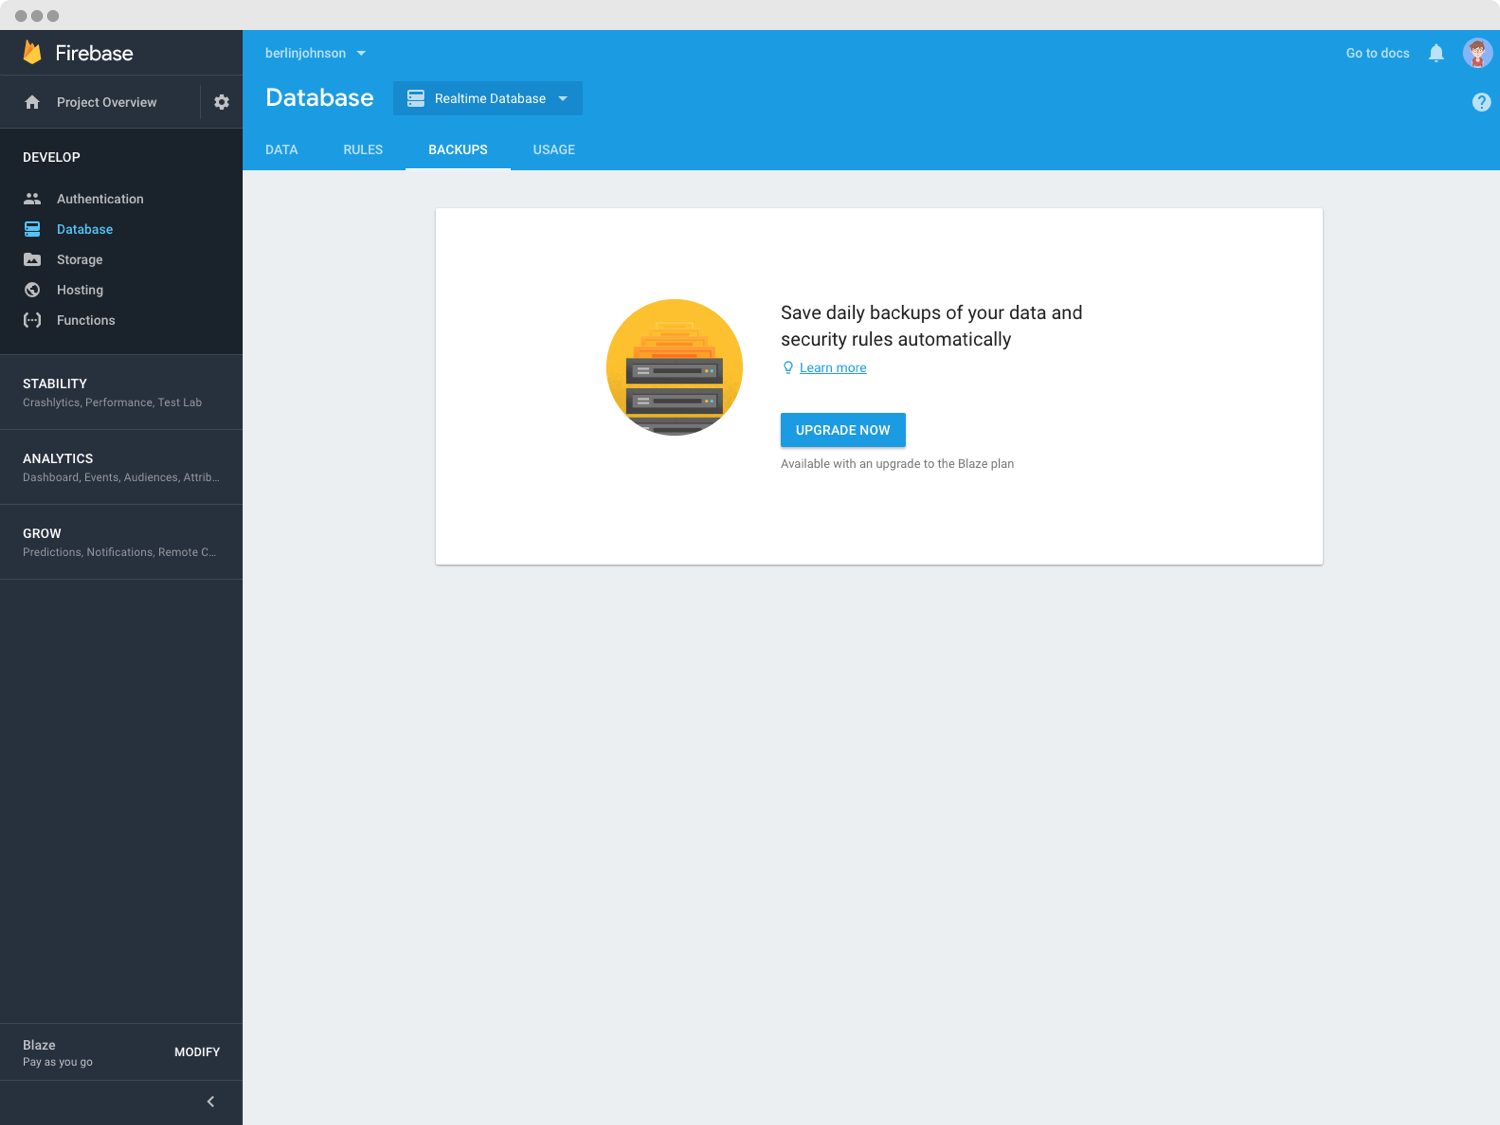 Firebase
Project Overview
DEVELOP
Authentication
Database
Storage
Hosting
Functions
STABILITY
Crashlytics, Performance, Test Lab
ANALYTICS
Dashboard, Events, Audiences, Attrib...
GROW
Predictions, Notifications, Remote C...
Blaze
Pay as you go
MODIFY
berlinjohnson
Go to docs
Database
Realtime Database
?
DATA
RULES
BACKUPS
USAGE
Save daily backups of your data and
security rules automatically
Learn more
UPGRADE NOW
Available with an upgrade to the Blaze plan